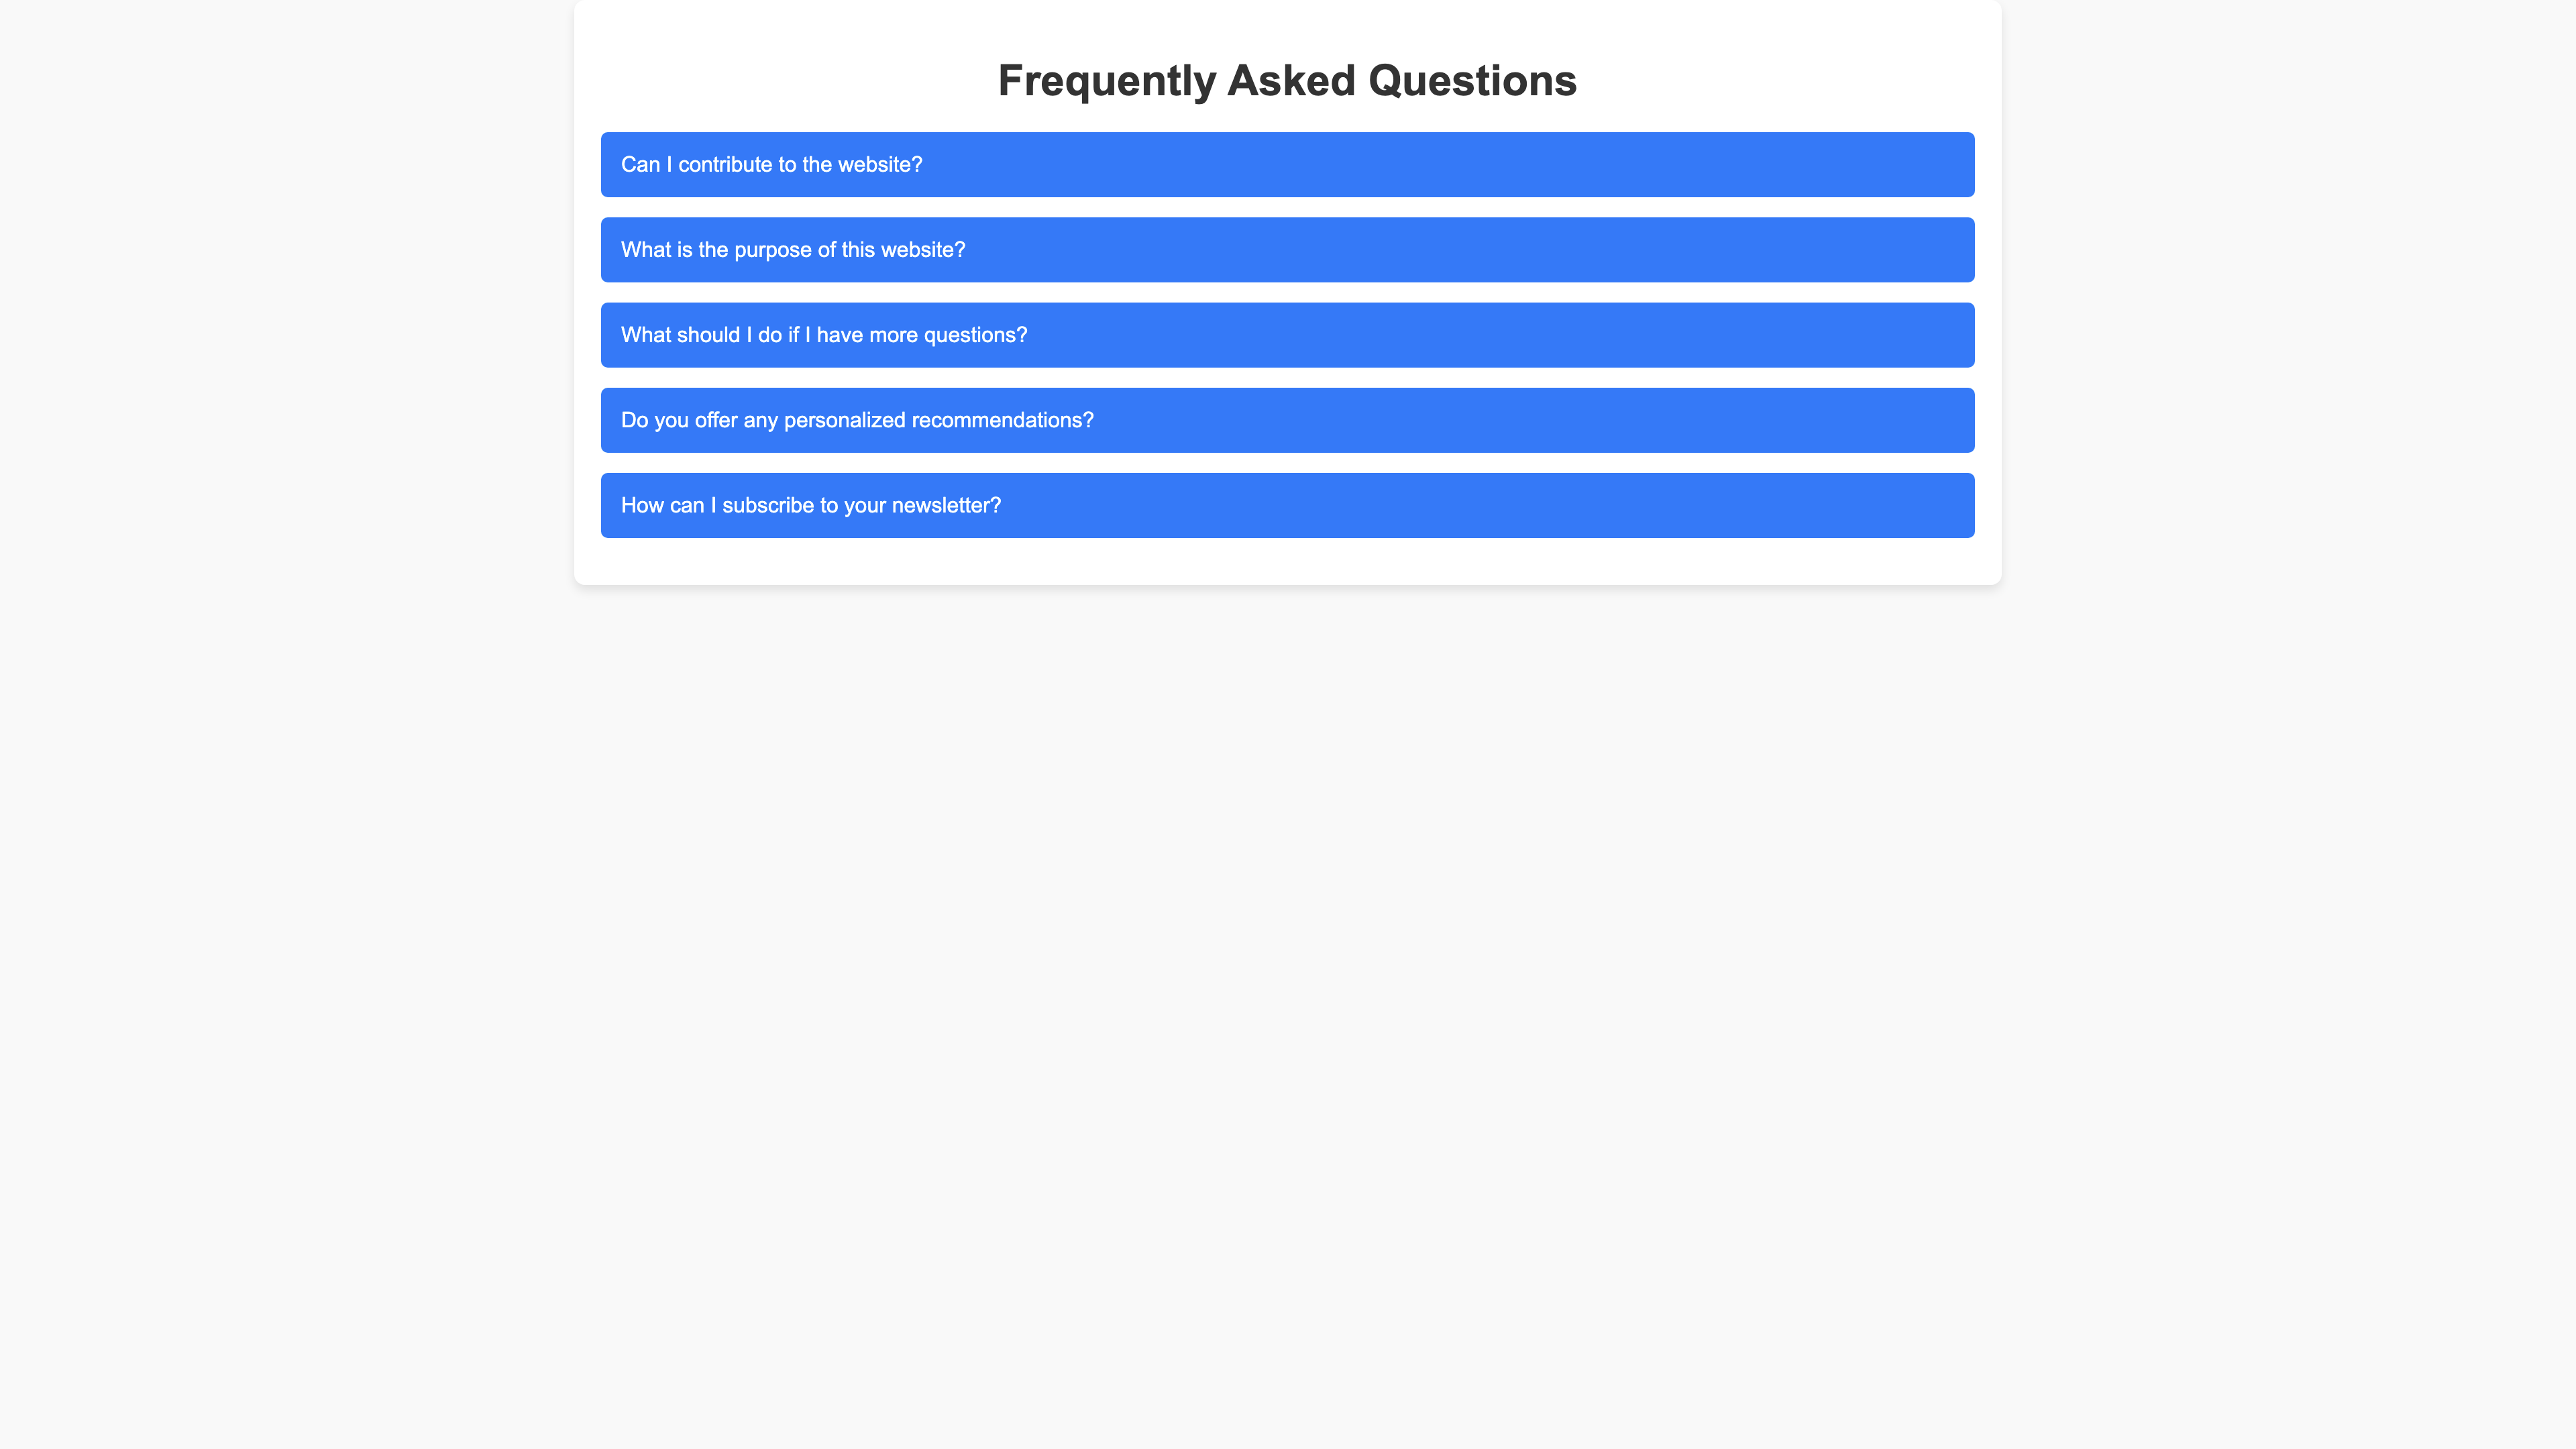 Frequently Asked Questions
Can I contribute to the website?
What is the purpose of this website?
What should I do if I have more questions?
Do you offer any personalized recommendations?
How can I subscribe to your newsletter?